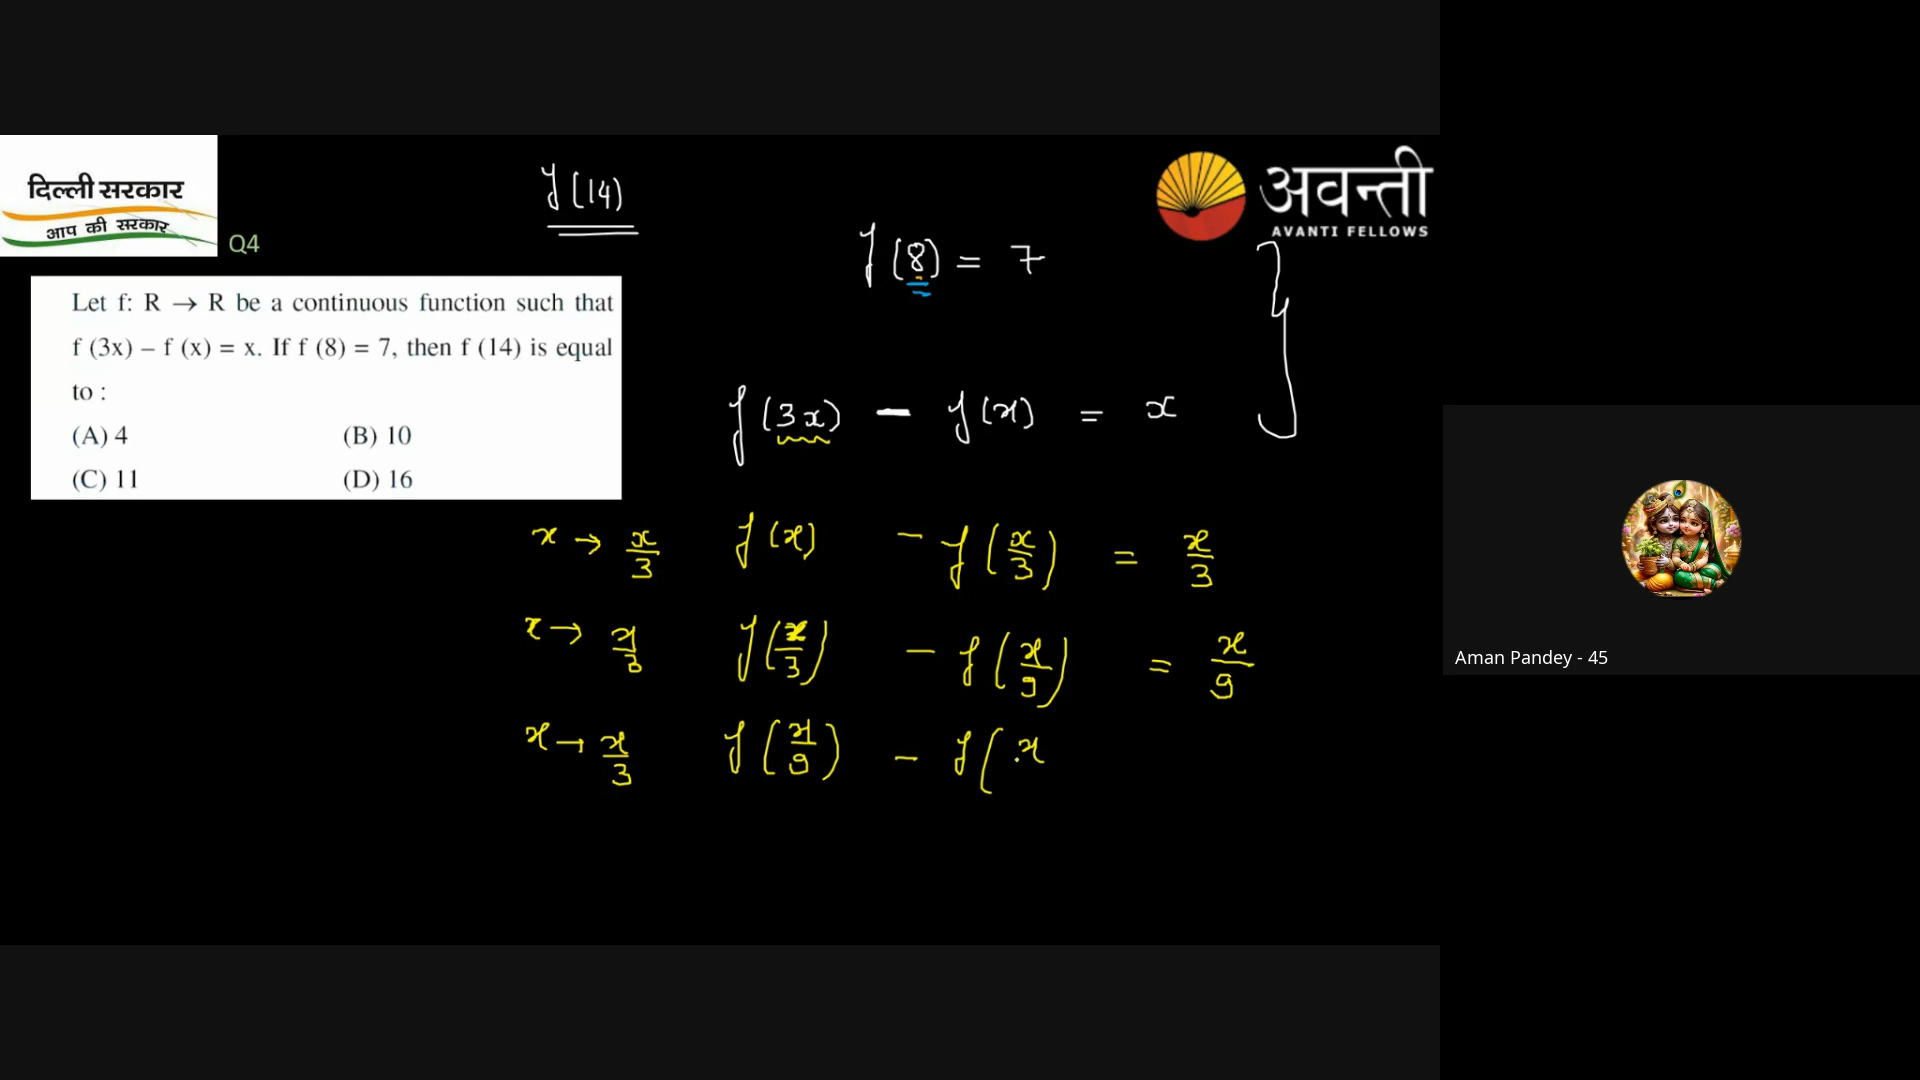 दिल्ली सरकार
आप की सरकार
Q4
f(14)
अवन्ती
AVANTI FELLOWS
f(8) = 7
Let f: R → R be a continuous function such that
f (3x) – f (x) = x. If f (8) = 7, then f (14) is equal
to :
(A) 4 (B) 10
(C) 11 (D) 16
f(3x) - f(x) = x
x → x/3 f(x) - f(x/3) = x/3
x → x/3 f(x/3) - f(x/9) = x/9
x → x/3 f(x/9) - f(x
Aman Pandey - 45